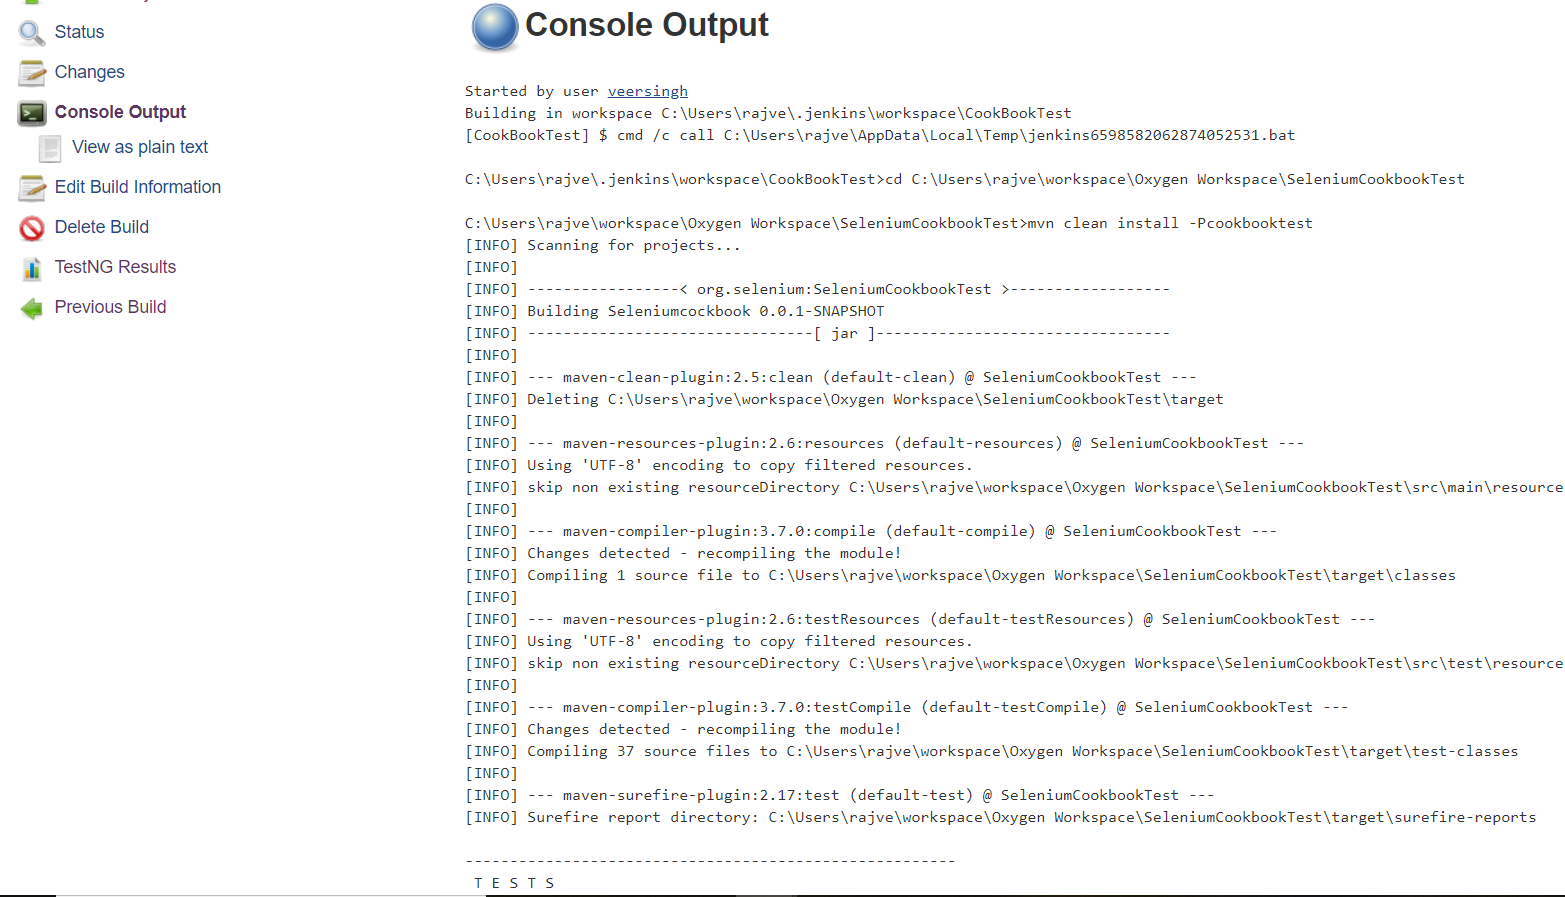 Status
Changes
Console Output
View as plain text
Edit Build Information
Delete Build
TestNG Results
Previous Build
Console Output
Started by user veersingh
Building in workspace C:\Users\rajve\.jenkins\workspace\CookBookTest
[CookBookTest] $ cmd /c call C:\Users\rajve\AppData\Local\Temp\jenkins6598582062874052531.bat
C:\Users\rajve\.jenkins\workspace\CookBookTest>cd C:\Users\rajve\workspace\Oxygen Workspace\SeleniumCookbookTest
C:\Users\rajve\workspace\Oxygen Workspace\SeleniumCookbookTest>mvn clean install -Pcookbooktest
[INFO] Scanning for projects...
[INFO]
[INFO] -----------------< org.selenium:SeleniumCookbookTest >------------------
[INFO] Building Seleniumcockbook 0.0.1-SNAPSHOT
[INFO] --------------------------------[ jar ]---------------------------------
[INFO]
[INFO] --- maven-clean-plugin:2.5:clean (default-clean) @ SeleniumCookbookTest ---
[INFO] Deleting C:\Users\rajve\workspace\Oxygen Workspace\SeleniumCookbookTest\target
[INFO]
[INFO] --- maven-resources-plugin:2.6:resources (default-resources) @ SeleniumCookbookTest ---
[INFO] Using 'UTF-8' encoding to copy filtered resources.
[INFO] skip non existing resourceDirectory C:\Users\rajve\workspace\Oxygen Workspace\SeleniumCookbookTest\src\main\resource
[INFO]
[INFO] --- maven-compiler-plugin:3.7.0:compile (default-compile) @ SeleniumCookbookTest ---
[INFO] Changes detected - recompiling the module!
[INFO] Compiling 1 source file to C:\Users\rajve\workspace\Oxygen Workspace\SeleniumCookbookTest\target\classes
[INFO]
[INFO] --- maven-resources-plugin:2.6:testResources (default-testResources) @ SeleniumCookbookTest ---
[INFO] Using 'UTF-8' encoding to copy filtered resources.
[INFO] skip non existing resourceDirectory C:\Users\rajve\workspace\Oxygen Workspace\SeleniumCookbookTest\src\test\resource
[INFO]
[INFO] --- maven-compiler-plugin:3.7.0:testCompile (default-testCompile) @ SeleniumCookbookTest ---
[INFO] Changes detected - recompiling the module!
[INFO] Compiling 37 source files to C:\Users\rajve\workspace\Oxygen Workspace\SeleniumCookbookTest\target\test-classes
[INFO]
[INFO] --- maven-surefire-plugin:2.17:test (default-test) @ SeleniumCookbookTest ---
[INFO] Surefire report directory: C:\Users\rajve\workspace\Oxygen Workspace\SeleniumCookbookTest\target\surefire-reports
-------------------------------------------------------
T E S T S